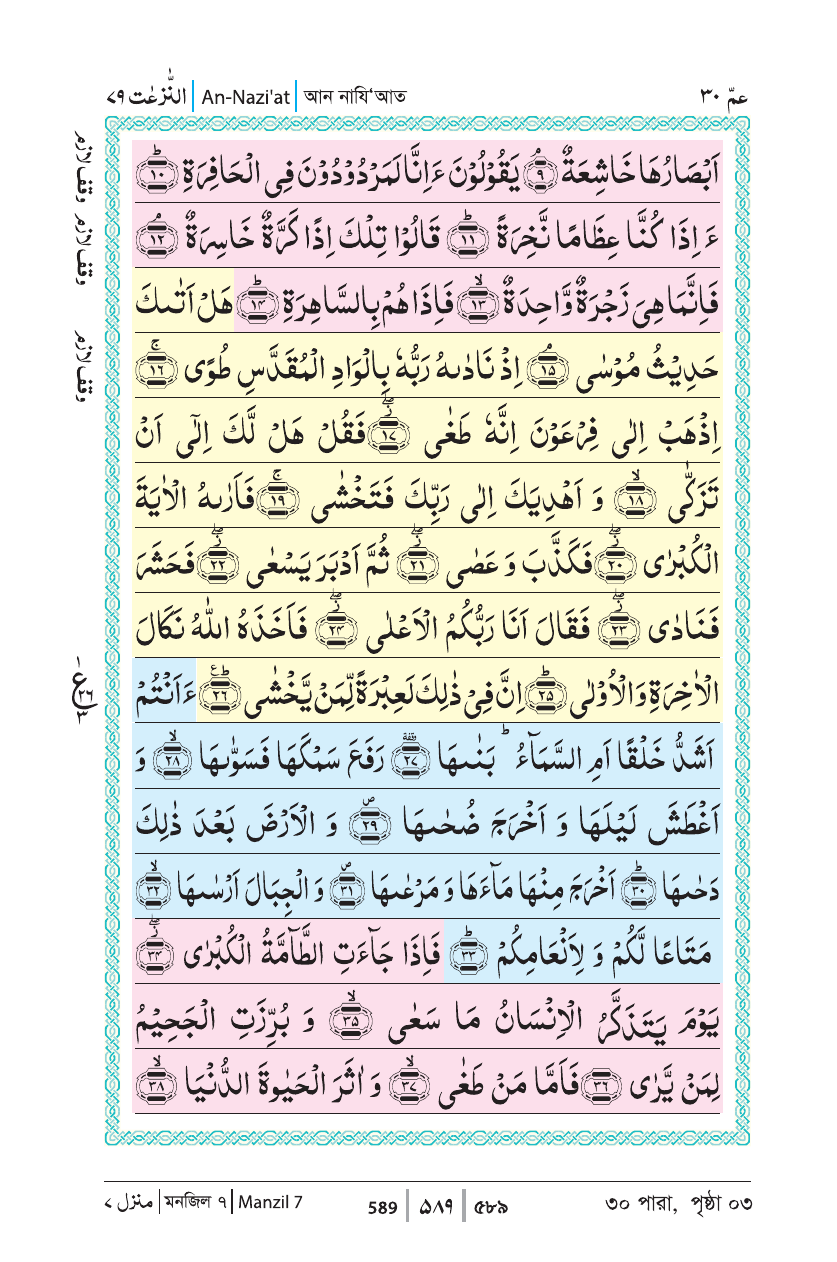 النّٰزعٰت ٧٩ | An-Nazi'at | আন নাযি‘আত
عمّ ٣٠
اَبْصَارُهَا خَاشِعَةٌ ۘ﴿٩﴾ يَقُوْلُوْنَ ءَاِنَّا لَمَرْدُوْدُوْنَ فِی الْحَافِرَةِ ؕ﴿١٠﴾
ءَ اِذَا كُنَّا عِظَامًا نَّخِرَةً ؕ﴿١١﴾ قَالُوْا تِلْكَ اِذًا كَرَّةٌ خَاسِرَةٌ ۘ﴿١٢﴾
فَاِنَّمَا هِیَ زَجْرَةٌ وَّاحِدَةٌ ۙ﴿١٣﴾ فَاِذَا هُمْ بِالسَّاهِرَةِ ؕ﴿١٤﴾ هَلْ اَتٰىكَ
حَدِيْثُ مُوْسٰی ۘ﴿١٥﴾ اِذْ نَادٰىهُ رَبُّهٗ بِالْوَادِ الْمُقَدَّسِ طُوًی ۚ﴿١٦﴾
اِذْهَبْ اِلٰی فِرْعَوْنَ اِنَّهٗ طَغٰی ۖ﴿١٧﴾ فَقُلْ هَلْ لَّكَ اِلٰۤی اَنْ
تَزَكّٰی ۙ﴿١٨﴾ وَ اَهْدِيَكَ اِلٰی رَبِّكَ فَتَخْشٰی ۚ﴿١٩﴾ فَاَرٰىهُ الْاٰيَةَ
الْكُبْرٰی ۖ﴿٢٠﴾ فَكَذَّبَ وَ عَصٰی ۖ﴿٢١﴾ ثُمَّ اَدْبَرَ يَسْعٰی ۖ﴿٢٢﴾ فَحَشَرَ
فَنَادٰی ۖ﴿٢٣﴾ فَقَالَ اَنَا رَبُّكُمُ الْاَعْلٰی ۖ﴿٢٤﴾ فَاَخَذَهُ اللّٰهُ نَكَالَ
الْاٰخِرَةِ وَالْاُوْلٰی ؕ﴿٢٥﴾ اِنَّ فِیْ ذٰلِكَ لَعِبْرَةً لِّمَنْ يَّخْشٰی ؕ﴿٢٦﴾ ءَاَنْتُمْ
اَشَدُّ خَلْقًا اَمِ السَّمَآءُ ؕ بَنٰىهَا ﴿٢٧﴾ رَفَعَ سَمْكَهَا فَسَوّٰىهَا ۙ﴿٢٨﴾ وَ
اَغْطَشَ لَيْلَهَا وَ اَخْرَجَ ضُحٰىهَا ۪﴿٢٩﴾ وَ الْاَرْضَ بَعْدَ ذٰلِكَ
دَحٰىهَا ؕ﴿٣٠﴾ اَخْرَجَ مِنْهَا مَآءَهَا وَ مَرْعٰىهَا ۪﴿٣١﴾ وَ الْجِبَالَ اَرْسٰىهَا ۙ﴿٣٢﴾
مَتَاعًا لَّكُمْ وَ لِاَنْعَامِكُمْ ؕ﴿٣٣﴾ فَاِذَا جَآءَتِ الطَّآمَّةُ الْكُبْرٰی ۖ﴿٣٤﴾
يَوْمَ يَتَذَكَّرُ الْاِنْسَانُ مَا سَعٰی ۙ﴿٣٥﴾ وَ بُرِّزَتِ الْجَحِيْمُ
لِمَنْ يَّرٰی ﴿٣٦﴾ فَاَمَّا مَنْ طَغٰی ۙ﴿٣٧﴾ وَ اٰثَرَ الْحَيٰوةَ الدُّنْيَا ۙ﴿٣٨﴾
وقف لازم
وقف لازم
وقف لازم
١ ع ٢٦ ٣
منزل ٧ | মনজিল ৭ | Manzil 7
589 | ۵۸۹ | ৫৮৯
৩০ পারা, পৃষ্ঠা ০৩